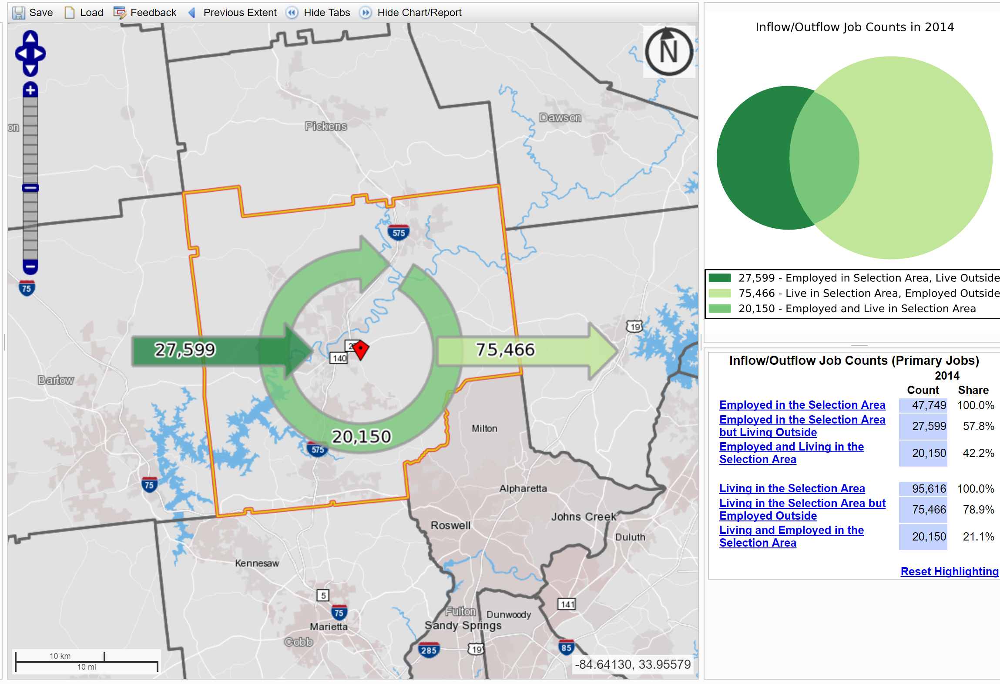 Save Load Feedback Previous Extent Hide Tabs Hide Chart/Report
N
on
Pickens
Dawson
575
75
19
27,599
75,466
140
Bartow
Milton
20,150
575
75
Alpharetta
Johns Creek
Roswell
Duluth
Kennesaw
5
141
75
Fulton
Dunwoody
Marietta
Sandy Springs
Cobb
285
19
85
10 km
10 mi
-84.64130, 33.95579
Inflow/Outflow Job Counts in 2014
27,599 - Employed in Selection Area, Live Outside
75,466 - Live in Selection Area, Employed Outside
20,150 - Employed and Live in Selection Area
Inflow/Outflow Job Counts (Primary Jobs)
2014
Count Share
Employed in the Selection Area 47,749 100.0%
Employed in the Selection Area
but Living Outside 27,599 57.8%
Employed and Living in the
Selection Area 20,150 42.2%
Living in the Selection Area 95,616 100.0%
Living in the Selection Area but
Employed Outside 75,466 78.9%
Living and Employed in the
Selection Area 20,150 21.1%
Reset Highlighting